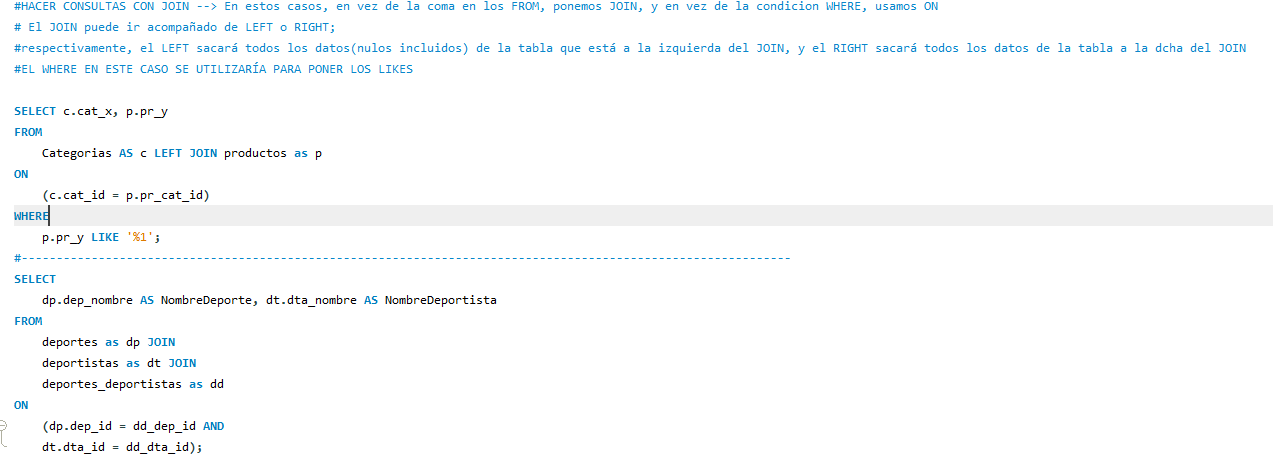 #HACER CONSULTAS CON JOIN --> En estos casos, en vez de la coma en los FROM, ponemos JOIN, y en vez de la condicion WHERE, usamos ON
# El JOIN puede ir acompañado de LEFT o RIGHT;
#respectivamente, el LEFT sacará todos los datos(nulos incluidos) de la tabla que está a la izquierda del JOIN, y el RIGHT sacará todos los datos de la tabla a la dcha del JOIN
#EL WHERE EN ESTE CASO SE UTILIZARÍA PARA PONER LOS LIKES
SELECT c.cat_x, p.pr_y
FROM
Categorias AS c LEFT JOIN productos as p
ON
(c.cat_id = p.pr_cat_id)
WHERE
p.pr_y LIKE '%1';
#--------------------------------------------------------------------------------------------------------------
SELECT
dp.dep_nombre AS NombreDeporte, dt.dta_nombre AS NombreDeportista
FROM
deportes as dp JOIN
deportistas as dt JOIN
deportes_deportistas as dd
ON
(dp.dep_id = dd_dep_id AND
dt.dta_id = dd_dta_id);